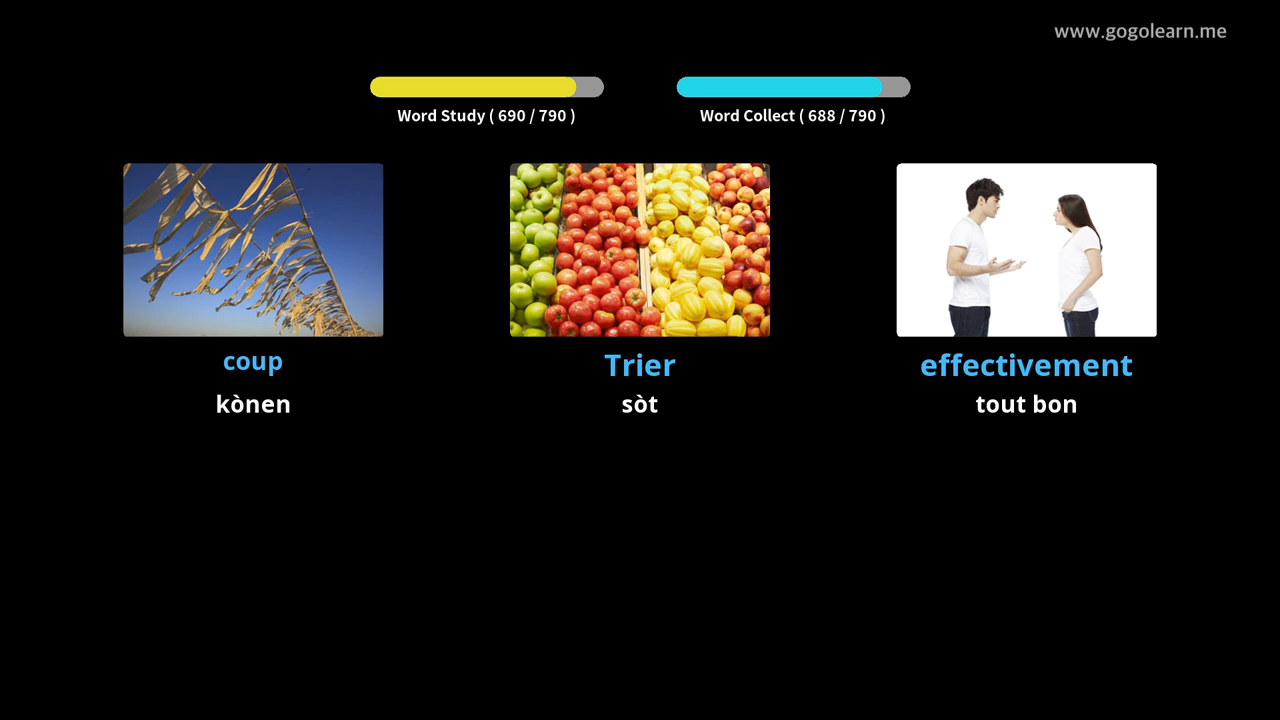 www.gogolearn.me
Word Study ( 690 / 790 )
Word Collect ( 688 / 790 )
coup
kònen
Trier
sòt
effectivement
tout bon